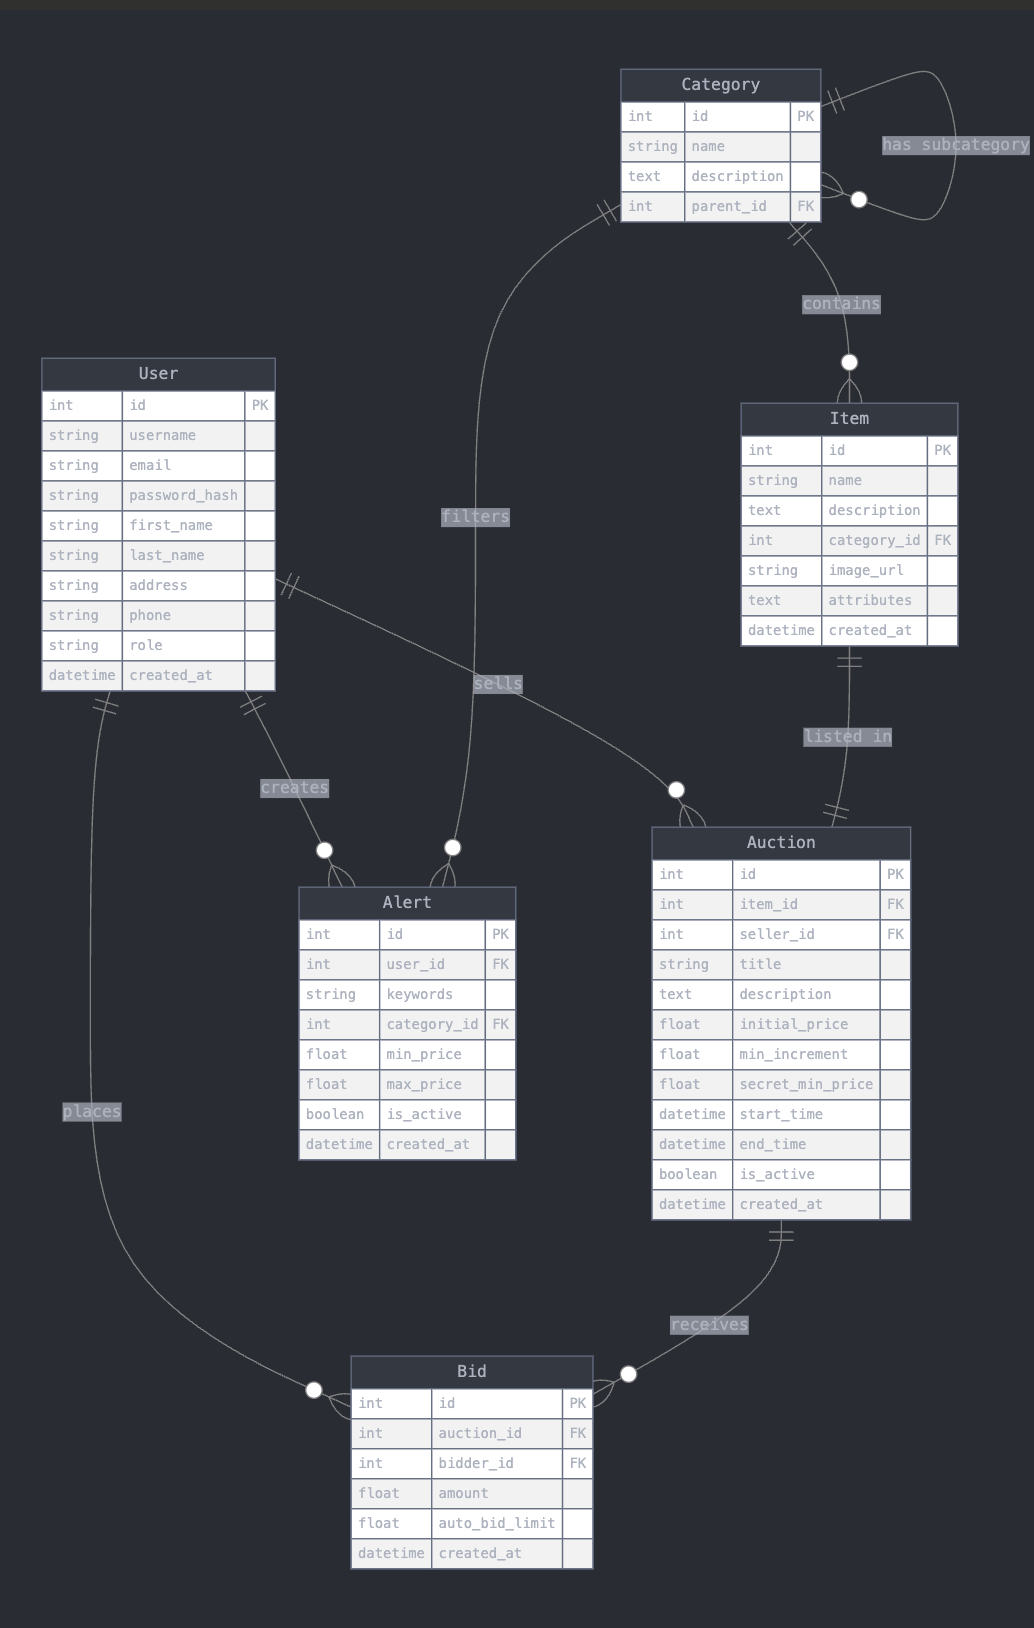 Category
int id PK
string name
text description
int parent_id FK
has subcategory
contains
User
int id PK
string username
string email
string password_hash
string first_name
string last_name
string address
string phone
string role
datetime created_at
Item
int id PK
string name
text description
int category_id FK
string image_url
text attributes
datetime created_at
filters
sells
listed in
creates
Alert
int id PK
int user_id FK
string keywords
int category_id FK
float min_price
float max_price
boolean is_active
datetime created_at
Auction
int id PK
int item_id FK
int seller_id FK
string title
text description
float initial_price
float min_increment
float secret_min_price
datetime start_time
datetime end_time
boolean is_active
datetime created_at
places
receives
Bid
int id PK
int auction_id FK
int bidder_id FK
float amount
float auto_bid_limit
datetime created_at